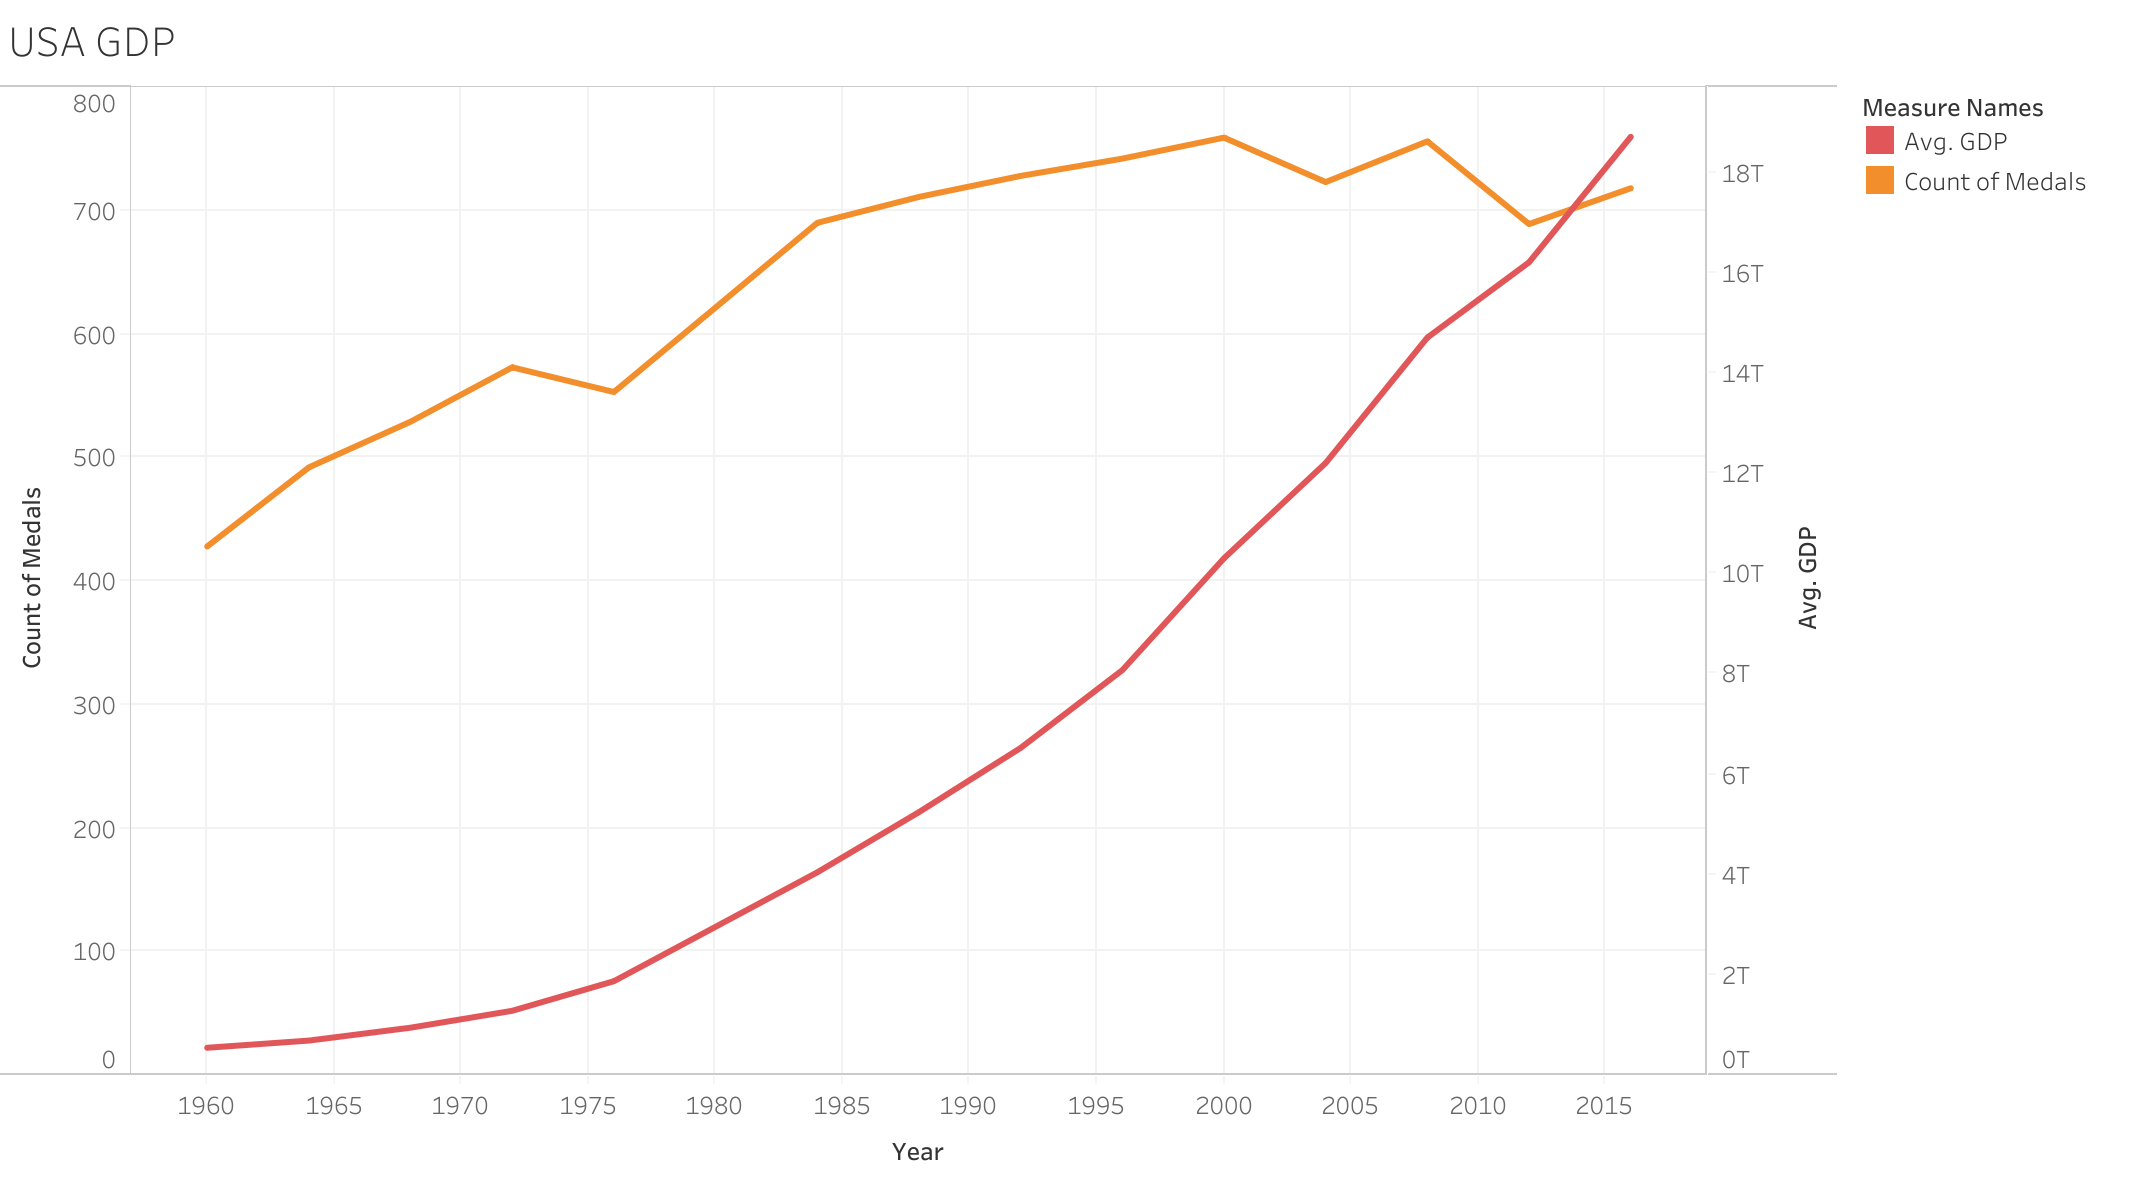 USA GDP
800
700
600
500
400
300
200
100
0
Count of Medals
18T
16T
14T
12T
10T
8T
6T
4T
2T
0T
Avg. GDP
1960 1965 1970 1975 1980 1985 1990 1995 2000 2005 2010 2015
Year
Measure Names
Avg. GDP
Count of Medals